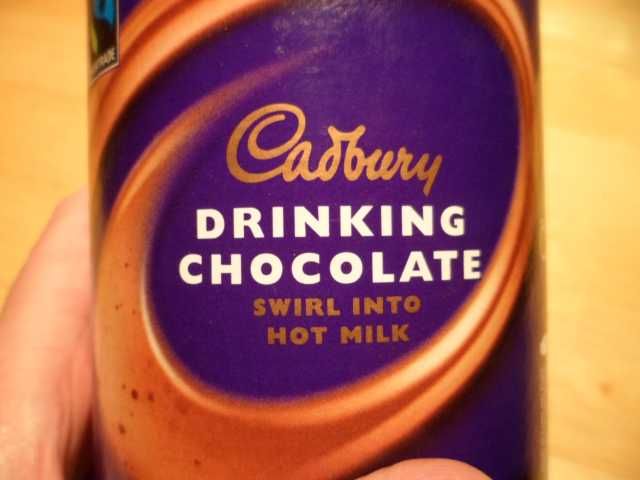 Cadbury
DRINKING
CHOCOLATE
SWIRL INTO
HOT MILK